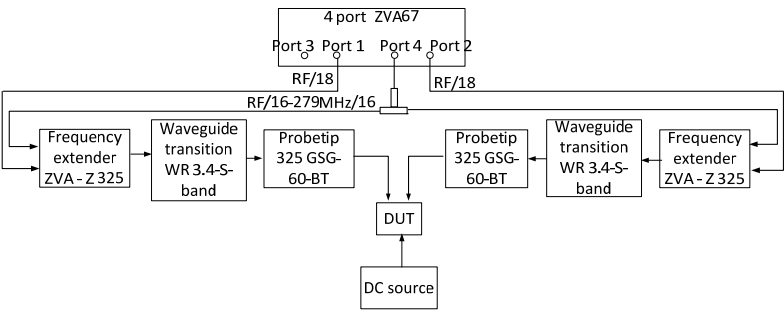 4 port ZVA67
Port 3 Port 1 Port 4 Port 2
RF/18
RF/18
RF/16-279MHz/16
Frequency
extender
ZVA - Z 325
Waveguide
transition
WR 3.4-S-
band
Probetip
325 GSG-
60-BT
Probetip
325 GSG-
60-BT
Waveguide
transition
WR 3.4-S-
band
Frequency
extender
ZVA - Z 325
DUT
DC source